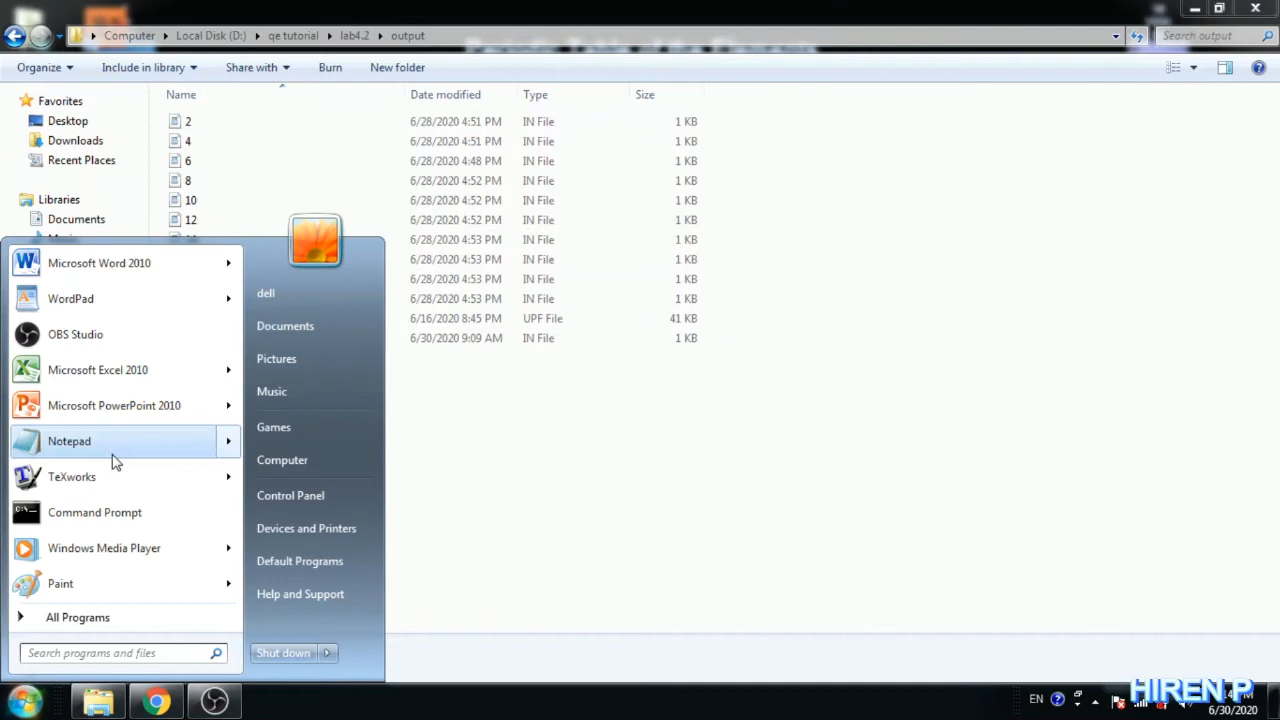 Computer Local Disk (D:) qe tutorial lab4.2 output Search output
Organize Include in library Share with Burn New folder
Name Date modified Type Size
Favorites
Desktop
Downloads
Recent Places
Libraries
Documents
2 6/28/2020 4:51 PM IN File 1 KB
4 6/28/2020 4:51 PM IN File 1 KB
6 6/28/2020 4:48 PM IN File 1 KB
8 6/28/2020 4:52 PM IN File 1 KB
10 6/28/2020 4:52 PM IN File 1 KB
12 6/28/2020 4:52 PM IN File 1 KB
6/28/2020 4:53 PM IN File 1 KB
6/28/2020 4:53 PM IN File 1 KB
6/28/2020 4:53 PM IN File 1 KB
6/28/2020 4:53 PM IN File 1 KB
6/16/2020 8:45 PM UPF File 41 KB
6/30/2020 9:09 AM IN File 1 KB
Microsoft Word 2010
WordPad
OBS Studio
Microsoft Excel 2010
Microsoft PowerPoint 2010
Notepad
TeXworks
Command Prompt
Windows Media Player
Paint
All Programs
Search programs and files
dell
Documents
Pictures
Music
Games
Computer
Control Panel
Devices and Printers
Default Programs
Help and Support
Shut down
EN
HIREN P
6/30/2020